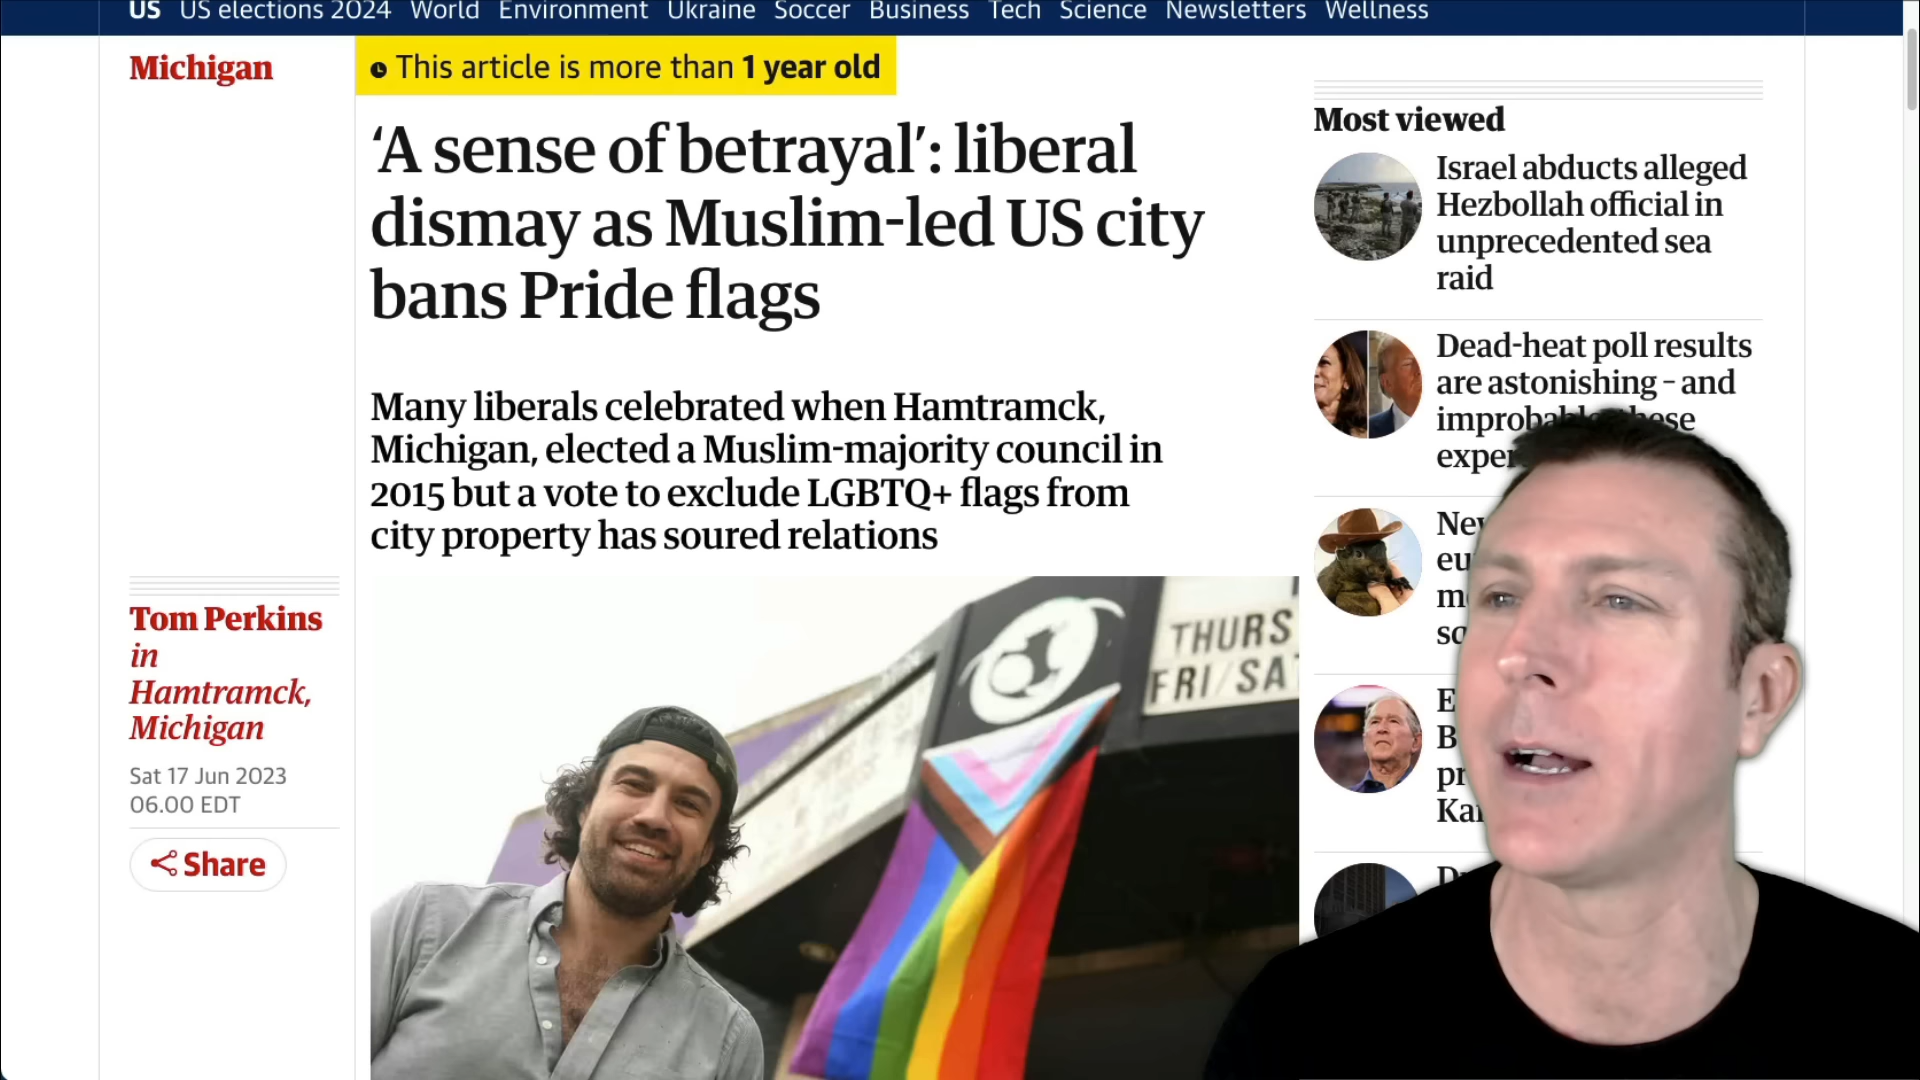 US US elections 2024 World Environment Ukraine Soccer Business Tech Science Newsletters Wellness
Michigan
This article is more than 1 year old
‘A sense of betrayal’: liberal
dismay as Muslim-led US city
bans Pride flags
Many liberals celebrated when Hamtramck,
Michigan, elected a Muslim-majority council in
2015 but a vote to exclude LGBTQ+ flags from
city property has soured relations
Tom Perkins
in
Hamtramck,
Michigan
Sat 17 Jun 2023
06.00 EDT
Share
THURS
FRI/SA
Most viewed
Israel abducts alleged
Hezbollah official in
unprecedented sea
raid
Dead-heat poll results
are astonishing – and